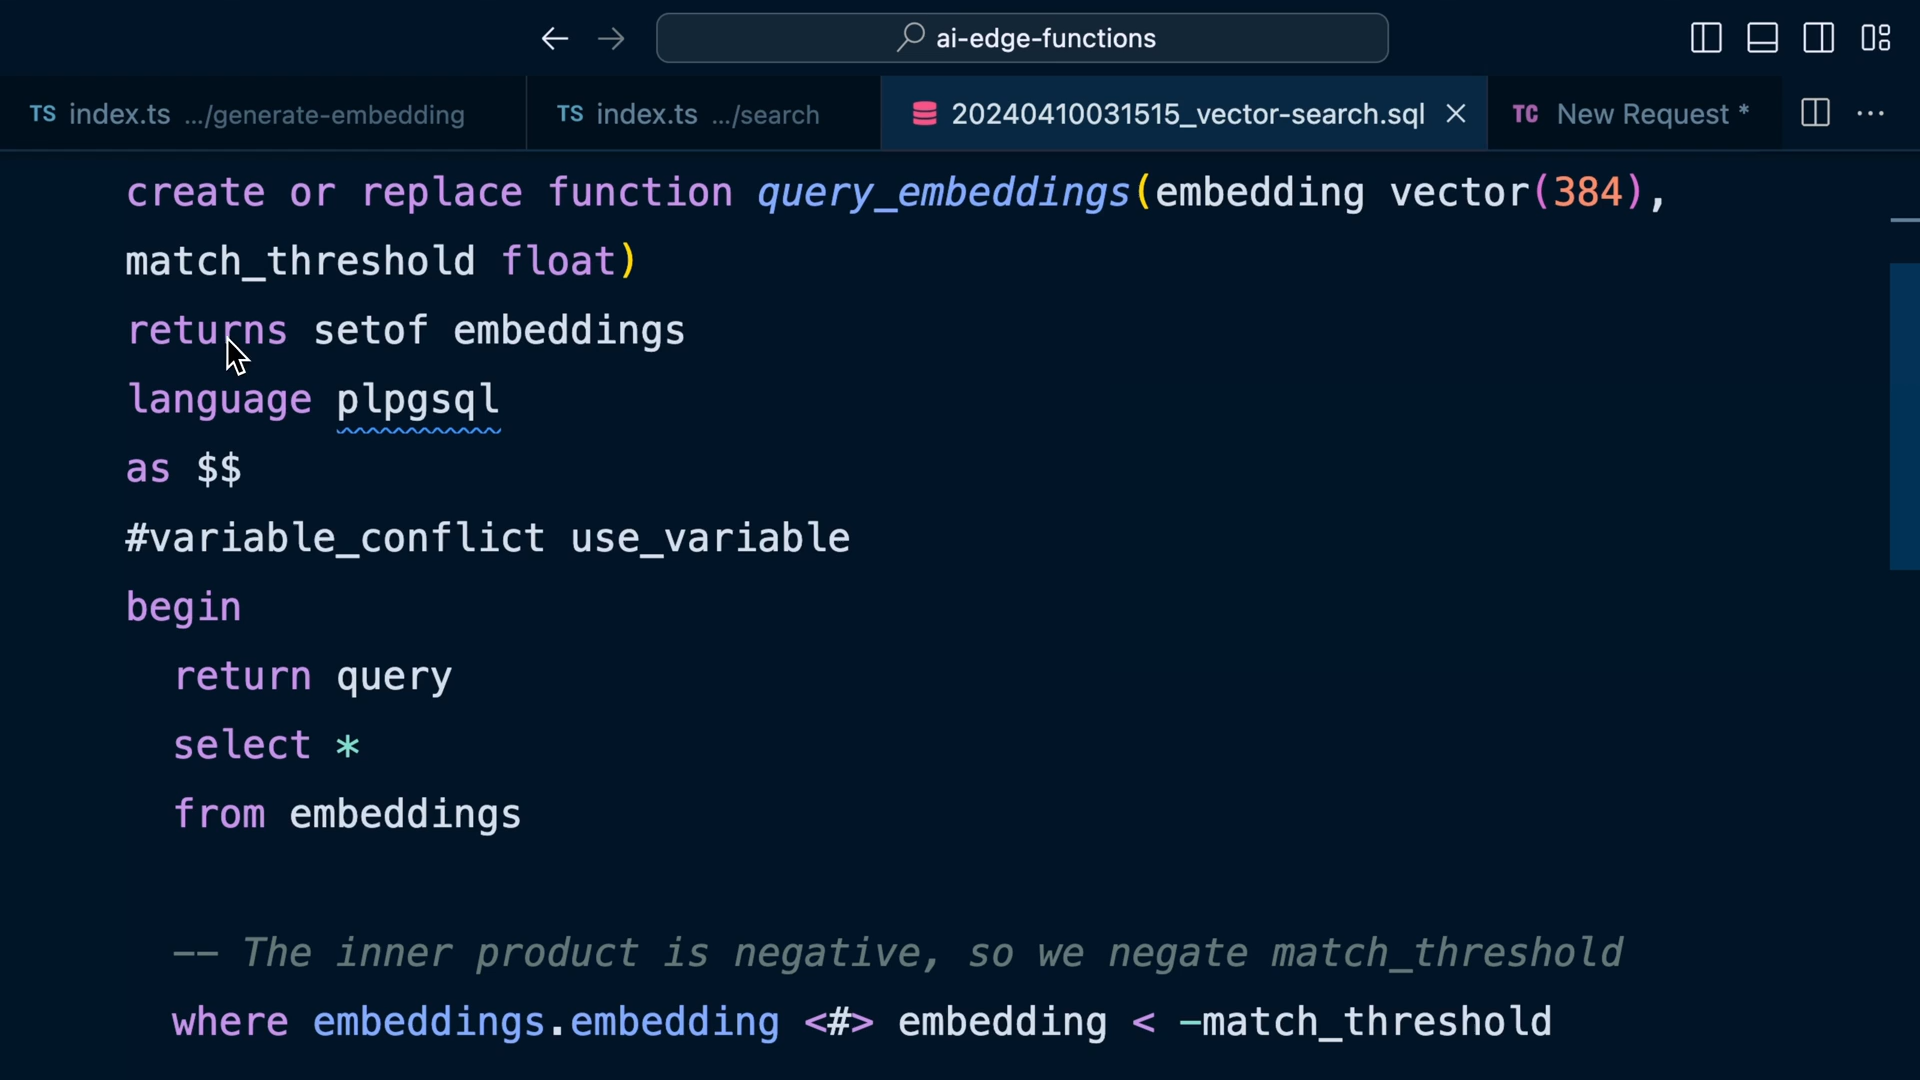 ai-edge-functions
TS index.ts .../generate-embedding TS index.ts .../search 20240410031515_vector-search.sql TC New Request *
create or replace function query_embeddings(embedding vector(384),
match_threshold float)
returns setof embeddings
language plpgsql
as $$
#variable_conflict use_variable
begin
return query
select *
from embeddings
-- The inner product is negative, so we negate match_threshold
where embeddings.embedding <#> embedding < -match_threshold